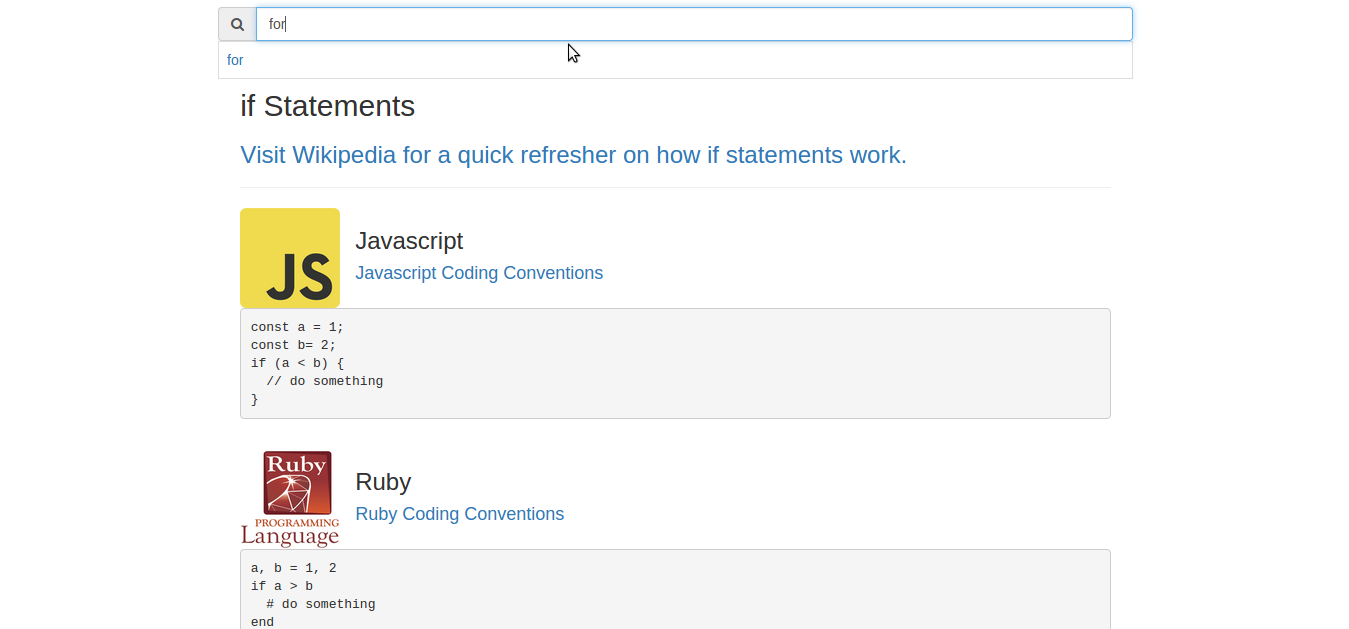 for
for
if Statements
Visit Wikipedia for a quick refresher on how if statements work.
JS
Javascript
Javascript Coding Conventions
const a = 1;
const b= 2;
if (a < b) {
  // do something
}
Ruby
PROGRAMMING
Language
Ruby
Ruby Coding Conventions
a, b = 1, 2
if a > b
  # do something
end